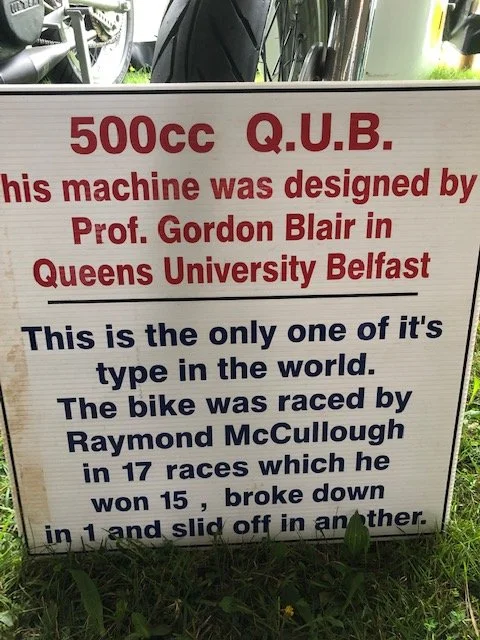 500cc Q.U.B.
his machine was designed by
Prof. Gordon Blair in
Queens University Belfast
This is the only one of it's
type in the world.
The bike was raced by
Raymond McCullough
in 17 races which he
won 15 , broke down
in 1 and slid off in another.